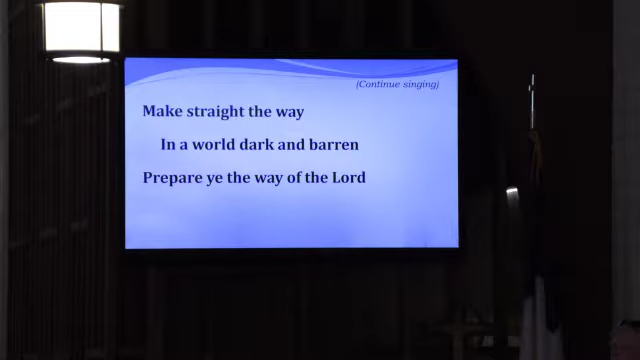 (Continue singing)
Make straight the way
In a world dark and barren
Prepare ye the way of the Lord